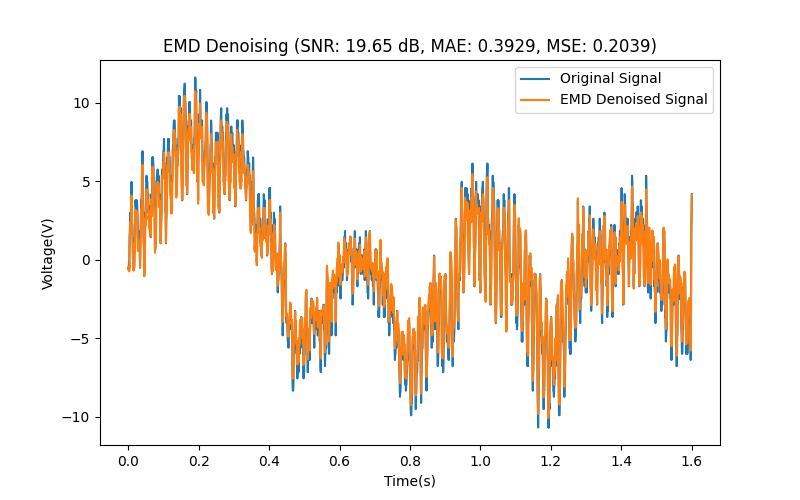 EMD Denoising (SNR: 19.65 dB, MAE: 0.3929, MSE: 0.2039)
Original Signal
EMD Denoised Signal
10
5
0
−5
−10
Voltage(V)
0.0 0.2 0.4 0.6 0.8 1.0 1.2 1.4 1.6
Time(s)